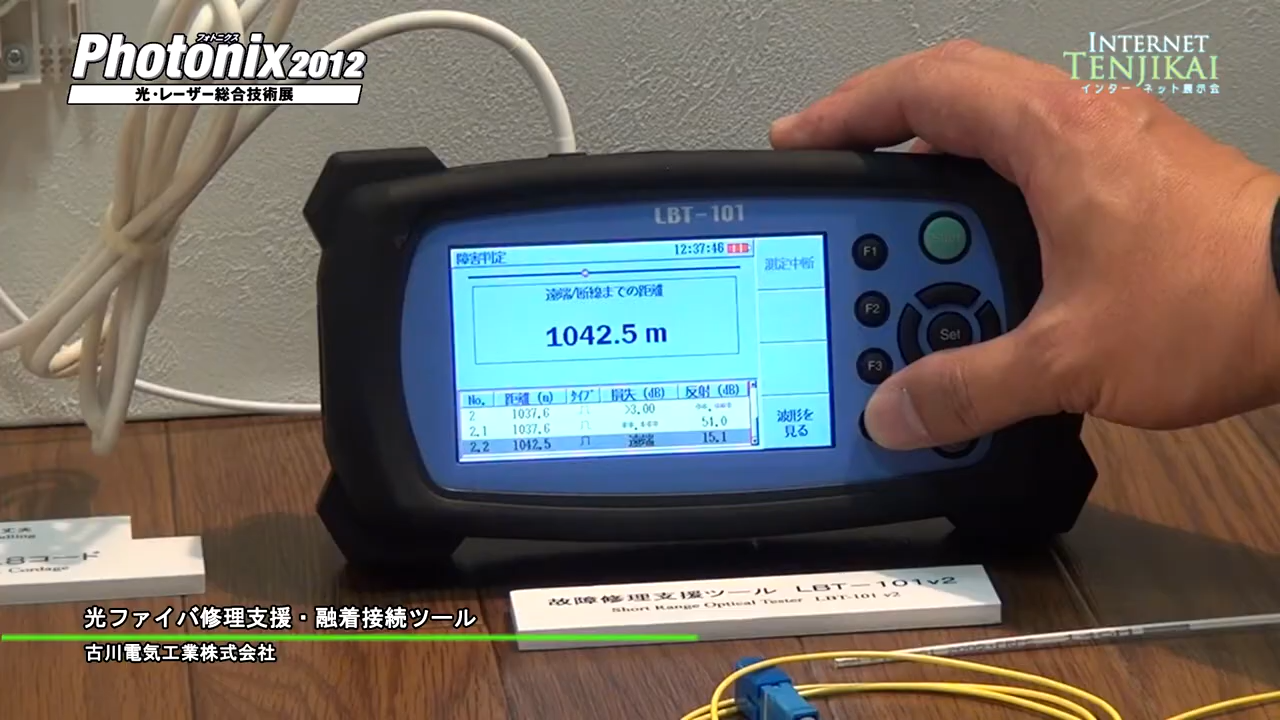 フォトニクス
Photonix2012
光・レーザー総合技術展
INTERNET
TENJIKAI
インターネット展示会
LBT-101
障害判定
12:37:46
測定中断
遠端/断線までの距離
1042.5 m
No. 距離 (m) ﾀｲﾌﾟ 損失 (dB) 反射 (dB)
2 1037.6 >3.00
2.1 1037.6 **.*** 54.0
2.2 1042.5 遠端 15.1
波形を
見る
F1
F2
F3
Set
Start
コード
Cordage
故障修理支援ツール LBT-101v2
Short Range Optical Tester LBT-101 v2
光ファイバ修理支援・融着接続ツール
古川電気工業株式会社